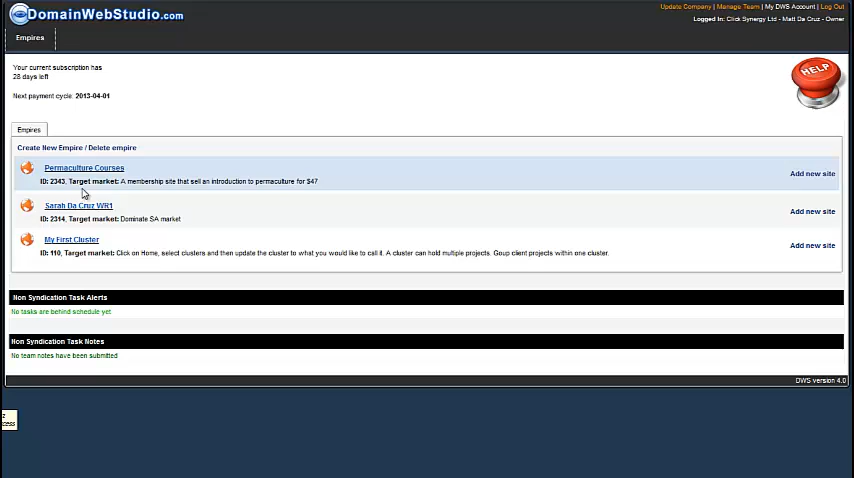 DomainWebStudio.com
Update Company | Manage Team | My DWS Account | Log Out
Logged In: Click Synergy Ltd - Matt Da Cruz - Owner
Empires
Your current subscription has
28 days left
Next payment cycle: 2013-04-01
HELP
Empires
Create New Empire / Delete empire
Permaculture Courses
ID: 2343, Target market: A membership site that sell an introduction to permaculture for $47
Add new site
Sarah Da Cruz WR1
ID: 2314, Target market: Dominate SA market
Add new site
My First Cluster
ID: 110, Target market: Click on Home, select clusters and then update the cluster to what you would like to call it. A cluster can hold multiple projects. Goup client projects within one cluster.
Add new site
Non Syndication Task Alerts
No tasks are behind schedule yet
Non Syndication Task Notes
No team notes have been submitted
DWS version 4.0
z
cess